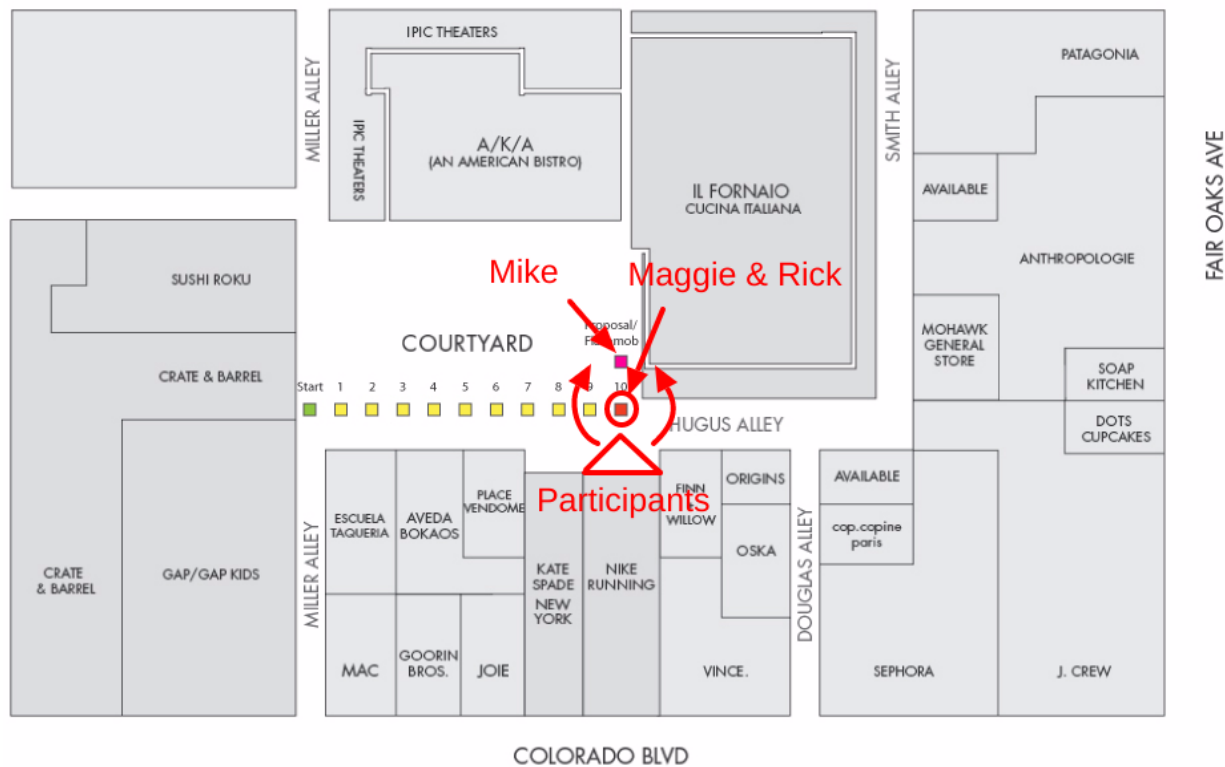 IPIC THEATERS
PATAGONIA
MILLER ALLEY
IPIC THEATERS
A/K/A
(AN AMERICAN BISTRO)
SMITH ALLEY
FAIR OAKS AVE
IL FORNAIO
CUCINA ITALIANA
AVAILABLE
ANTHROPOLOGIE
SUSHI ROKU
Mike
Maggie & Rick
COURTYARD
Proposal/
MOHAWK
GENERAL
STORE
CRATE & BARREL
SOAP
KITCHEN
Start 1 2 3 4 5 6 7 8 9 10
HUGUS ALLEY
DOTS
CUPCAKES
Participants
ESCUELA
TAQUERIA
AVEDA
BOKAOS
PLACE
VENDOME
FINN
WILLOW
ORIGINS
AVAILABLE
cop.copine
paris
OSKA
DOUGLAS ALLEY
CRATE
& BARREL
GAP/GAP KIDS
MILLER ALLEY
KATE
SPADE
NEW
YORK
NIKE
RUNNING
MAC
GOORIN
BROS.
JOIE
VINCE.
SEPHORA
J. CREW
COLORADO BLVD